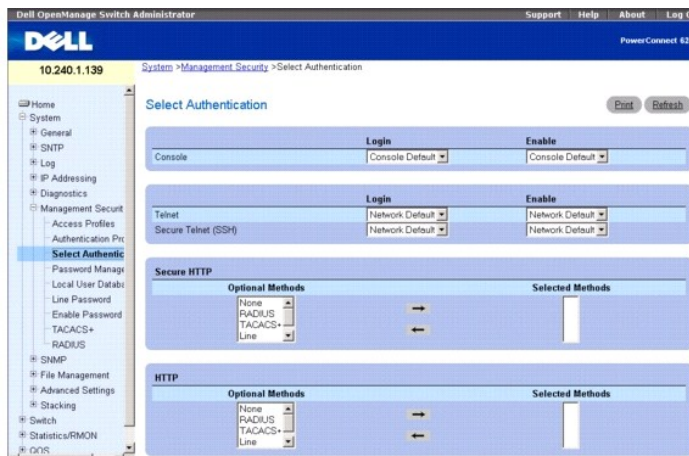 Dell OpenManage Switch Administrator Support Help About Log
DELL
PowerConnect 62
10.240.1.139
System >Management Security >Select Authentication
Home
System
General
SNTP
Log
IP Addressing
Diagnostics
Management Securit
Access Profiles
Authentication Pro
Select Authentic
Password Manage
Local User Databa
Line Password
Enable Password
TACACS+
RADIUS
SNMP
File Management
Advanced Settings
Stacking
Switch
Statistics/RMON
QOS
Select Authentication
Print Refresh
Login Enable
Console Console Default Console Default
Login Enable
Telnet Network Default Network Default
Secure Telnet (SSH) Network Default Network Default
Secure HTTP
Optional Methods Selected Methods
None
RADIUS
TACACS+
Line
HTTP
Optional Methods Selected Methods
None
RADIUS
TACACS+
Line